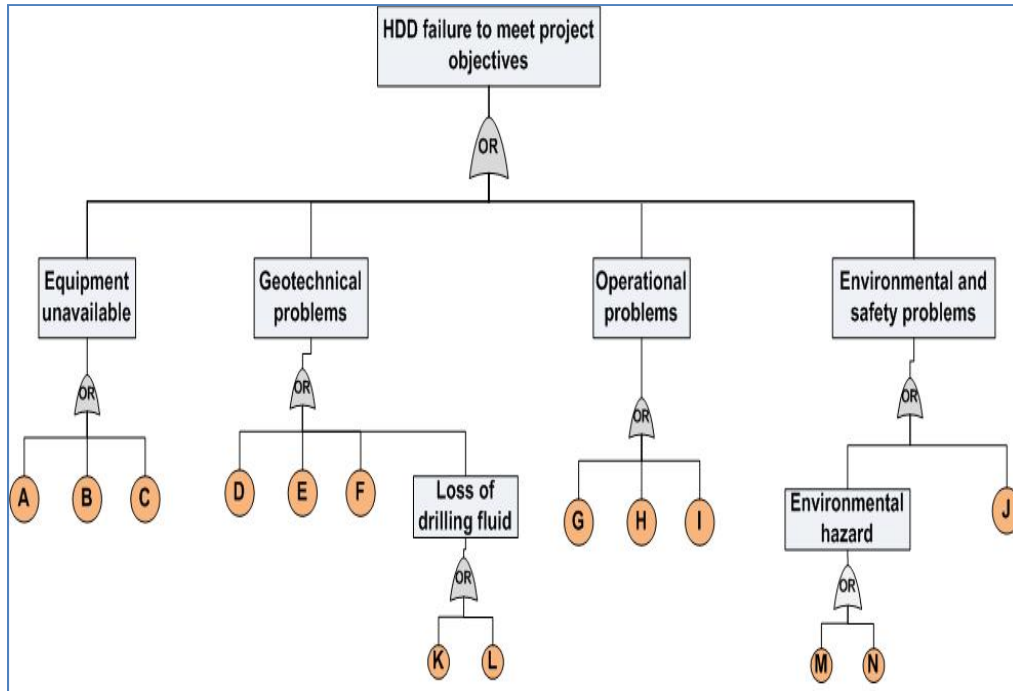 HDD failure to meet project
objectives
OR
Equipment
unavailable
Geotechnical
problems
Operational
problems
Environmental and
safety problems
OR
OR
OR
OR
A
B
C
D
E
F
Loss of
drilling fluid
G
H
I
Environmental
hazard
J
OR
OR
K
L
M
N